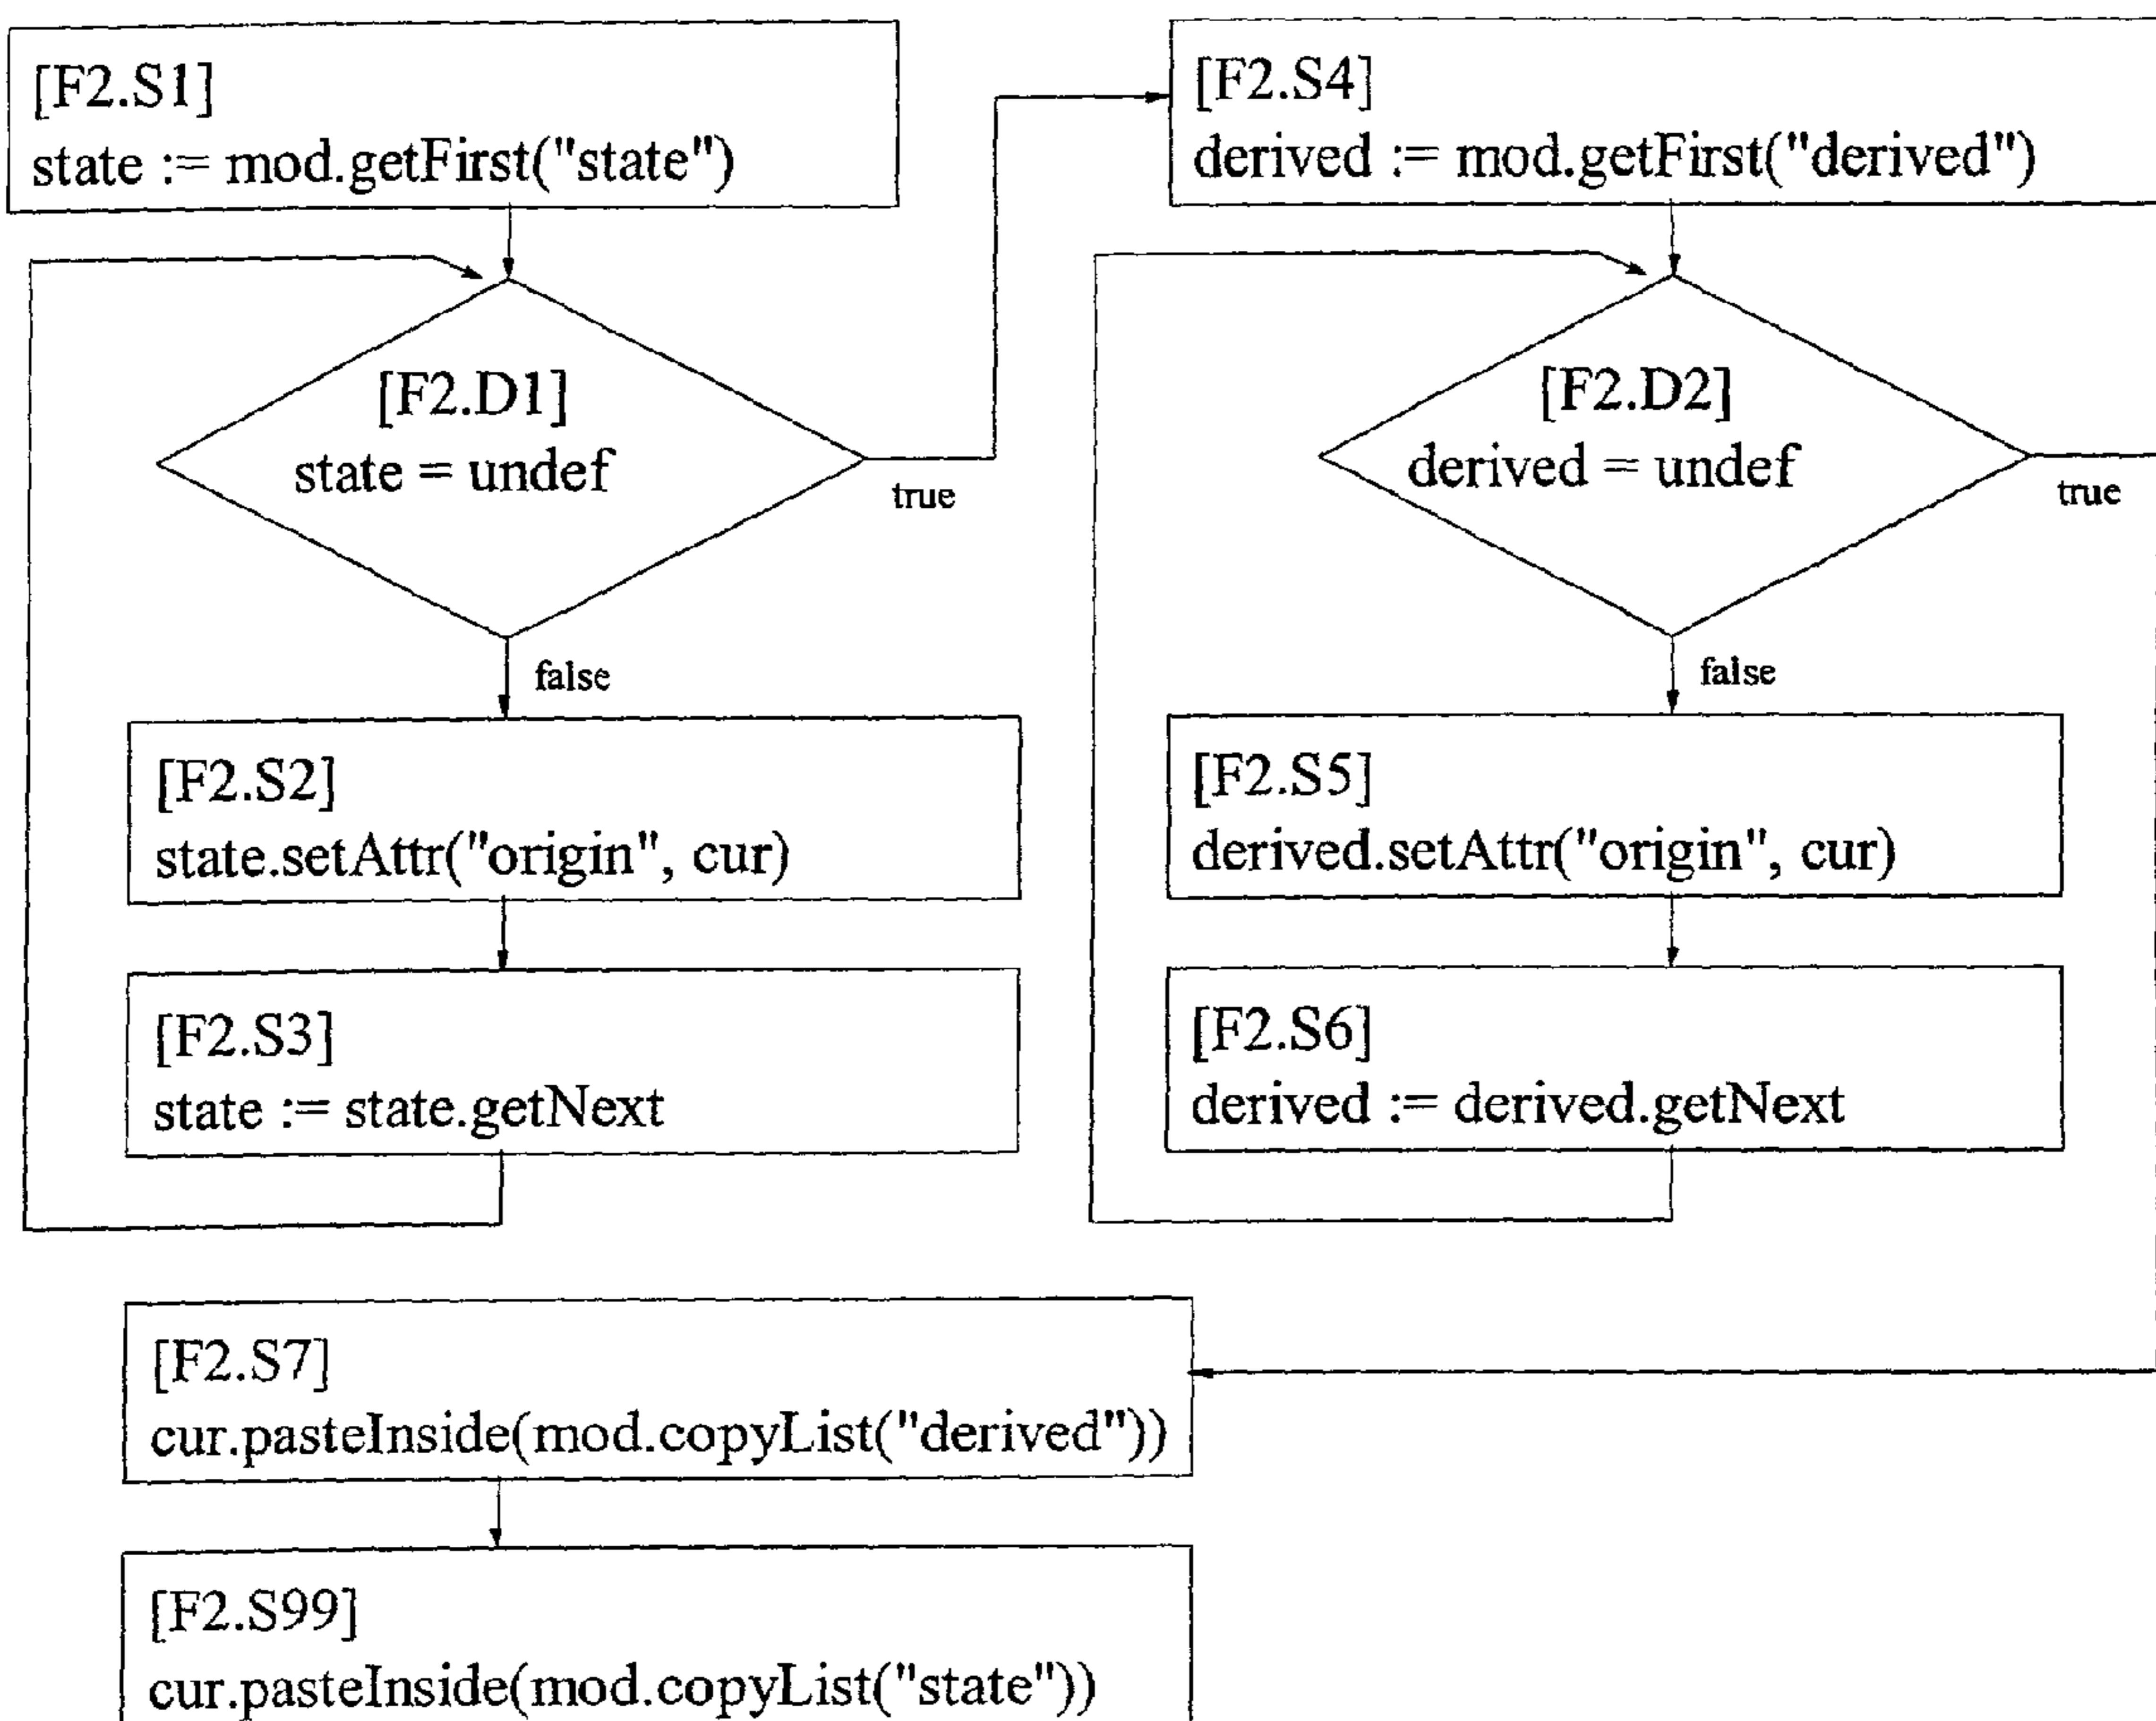 [F2.S1]
state := mod.getFirst("state")
[F2.D1]
state = undef
true
false
[F2.S2]
state.setAttr("origin", cur)
[F2.S3]
state := state.getNext
[F2.S4]
derived := mod.getFirst("derived")
[F2.D2]
derived = undef
true
false
[F2.S5]
derived.setAttr("origin", cur)
[F2.S6]
derived := derived.getNext
[F2.S7]
cur.pasteInside(mod.copyList("derived"))
[F2.S99]
cur.pasteInside(mod.copyList("state"))